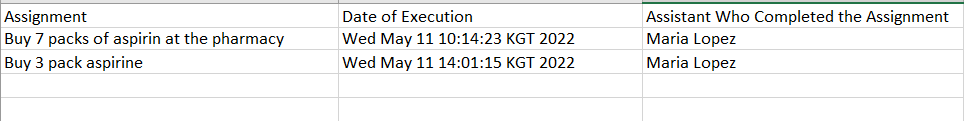 Assignment Date of Execution Assistant Who Completed the Assignment
Buy 7 packs of aspirin at the pharmacy Wed May 11 10:14:23 KGT 2022 Maria Lopez
Buy 3 pack aspirine Wed May 11 14:01:15 KGT 2022 Maria Lopez